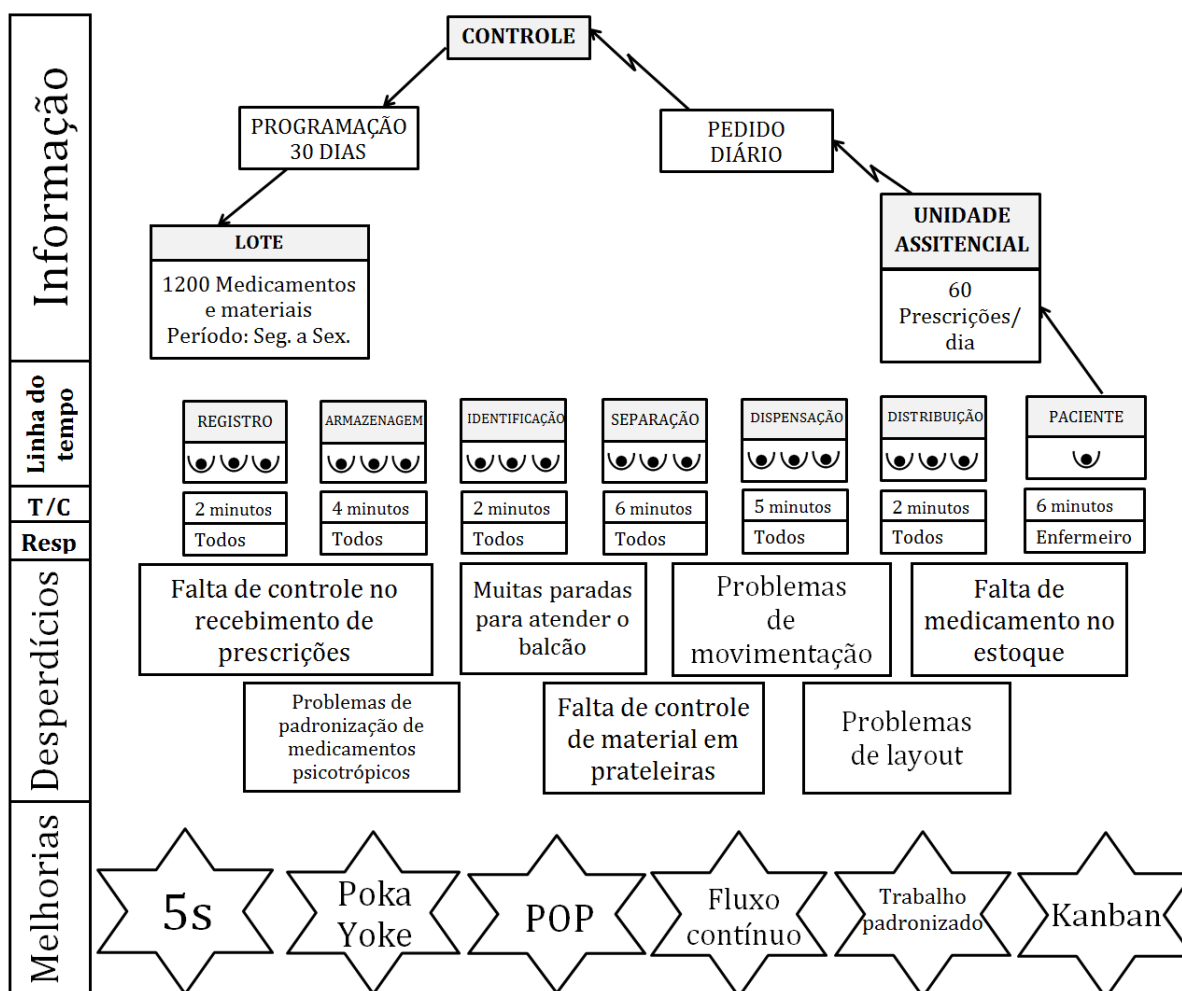 Informação
CONTROLE
PROGRAMAÇÃO
30 DIAS
PEDIDO
DIÁRIO
LOTE
1200 Medicamentos
e materiais
Período: Seg. a Sex.
UNIDADE
ASSITENCIAL
60
Prescrições/
dia
Linha do
tempo
REGISTRO
ARMAZENAGEM
IDENTIFICAÇÃO
SEPARAÇÃO
DISPENSAÇÃO
DISTRIBUIÇÃO
PACIENTE
T/C
2 minutos
4 minutos
2 minutos
6 minutos
5 minutos
2 minutos
6 minutos
Resp
Todos
Todos
Todos
Todos
Todos
Todos
Enfermeiro
Desperdícios
Falta de controle no
recebimento de
prescrições
Muitas paradas
para atender o
balcão
Problemas
de
movimentação
Falta de
medicamento no
estoque
Problemas de
padronização de
medicamentos
psicotrópicos
Falta de controle
de material em
prateleiras
Problemas
de layout
Melhorias
5s
Poka
Yoke
POP
Fluxo
contínuo
Trabalho
padronizado
Kanban